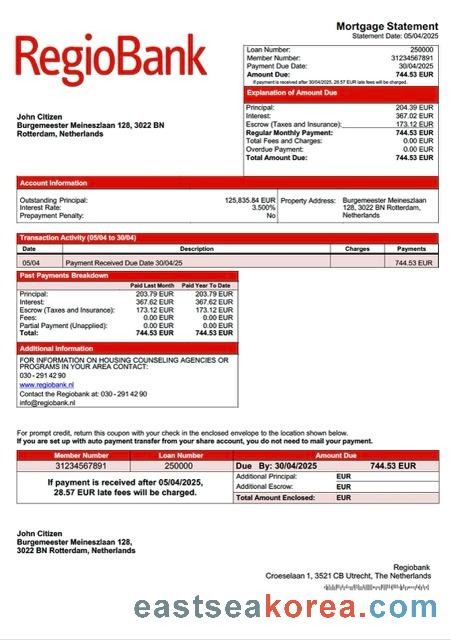 Mortgage Statement
Statement Date: 05/04/2025
RegioBank
Loan Number: 250000
Member Number: 31234567891
Payment Due Date: 30/04/2025
Amount Due: 744.53 EUR
If payment is received after 30/04/2025, 28.57 EUR late fees will be charged.
Explanation of Amount Due
Principal: 204.39 EUR
Interest: 367.02 EUR
Escrow (Taxes and Insurance): 173.12 EUR
Regular Monthly Payment: 744.53 EUR
Total Fees and Charges: 0.00 EUR
Overdue Payment: 0.00 EUR
Total Amount Due: 744.53 EUR
John Citizen
Burgemeester Meineszlaan 128, 3022 BN
Rotterdam, Netherlands
Account Information
Outstanding Principal: 125,835.84 EUR
Interest Rate: 3.500%
Prepayment Penalty: No
Property Address: Burgemeester Meineszlaan
128, 3022 BN Rotterdam,
Netherlands
Transaction Activity (05/04 to 30/04)
Date Description Charges Payments
05/04 Payment Received Due Date 30/04/25 744.53 EUR
Past Payments Breakdown
Paid Last Month Paid Year To Date
Principal: 203.79 EUR 203.79 EUR
Interest: 367.62 EUR 367.62 EUR
Escrow (Taxes and Insurance): 173.12 EUR 173.12 EUR
Fees: 0.00 EUR 0.00 EUR
Partial Payment (Unapplied): 0.00 EUR 0.00 EUR
Total: 744.53 EUR 744.53 EUR
Additional Information
FOR INFORMATION ON HOUSING COUNSELING AGENCIES OR
PROGRAMS IN YOUR AREA CONTACT:
030 - 291 42 90
www.regiobank.nl
Contact the Regiobank at: 030 - 291 42 90
info@regiobank.nl
For prompt credit, return this coupon with your check in the enclosed envelope to the location shown below.
If you are set up with auto payment transfer from your share account, you do not need to mail your payment.
Member Number Loan Number Amount Due
31234567891 250000 Due By: 30/04/2025 744.53 EUR
If payment is received after 05/04/2025,
28.57 EUR late fees will be charged.
Additional Principal: EUR
Additional Escrow: EUR
Total Amount Enclosed: EUR
John Citizen
Burgemeester Meineszlaan 128,
3022 BN Rotterdam, Netherlands
Regiobank
Croeselaan 1, 3521 CB Utrecht, The Netherlands
eastseakorea.com